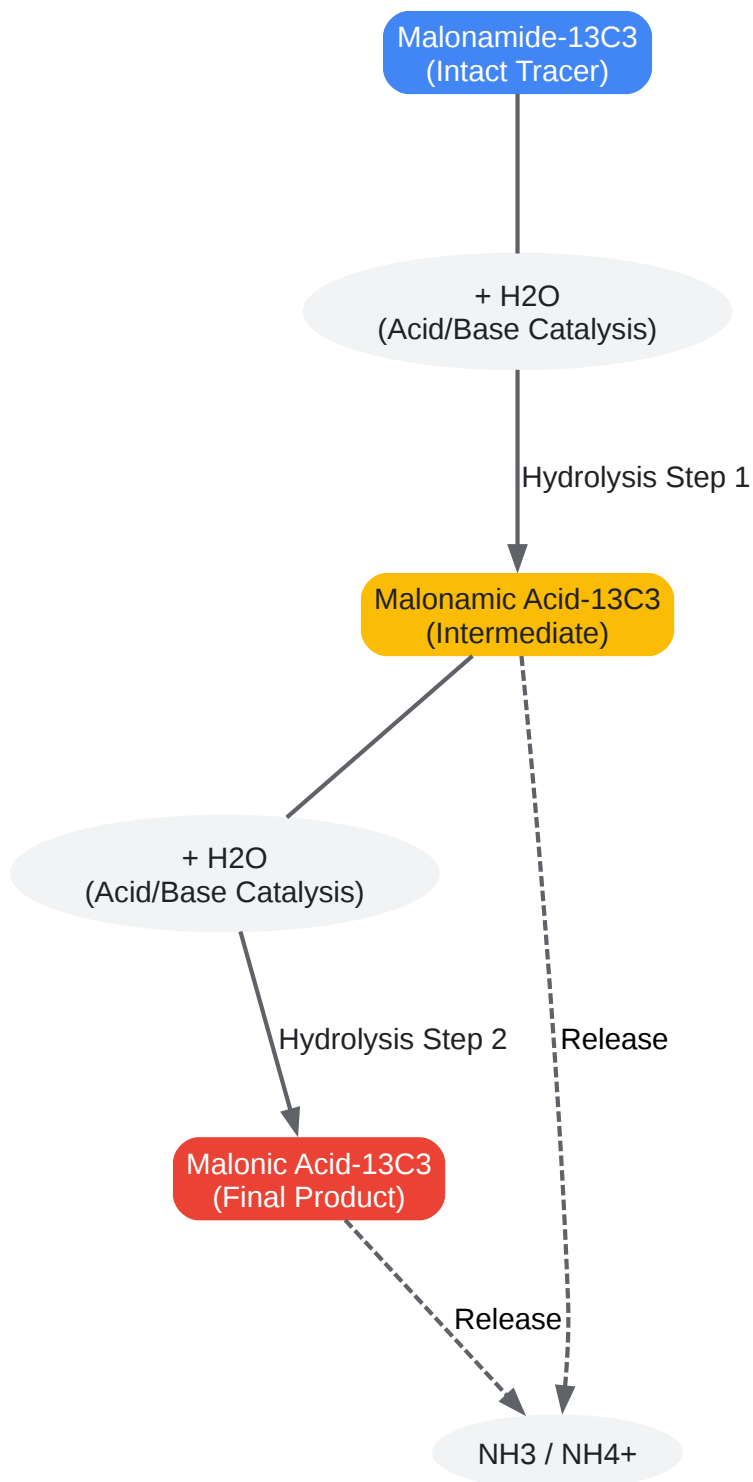 Malonamide-13C3
(Intact Tracer)
+ H2O
(Acid/Base Catalysis)
Hydrolysis Step 1
Malonamic Acid-13C3
(Intermediate)
+ H2O
(Acid/Base Catalysis)
Hydrolysis Step 2
Release
Malonic Acid-13C3
(Final Product)
Release
NH3 / NH4+